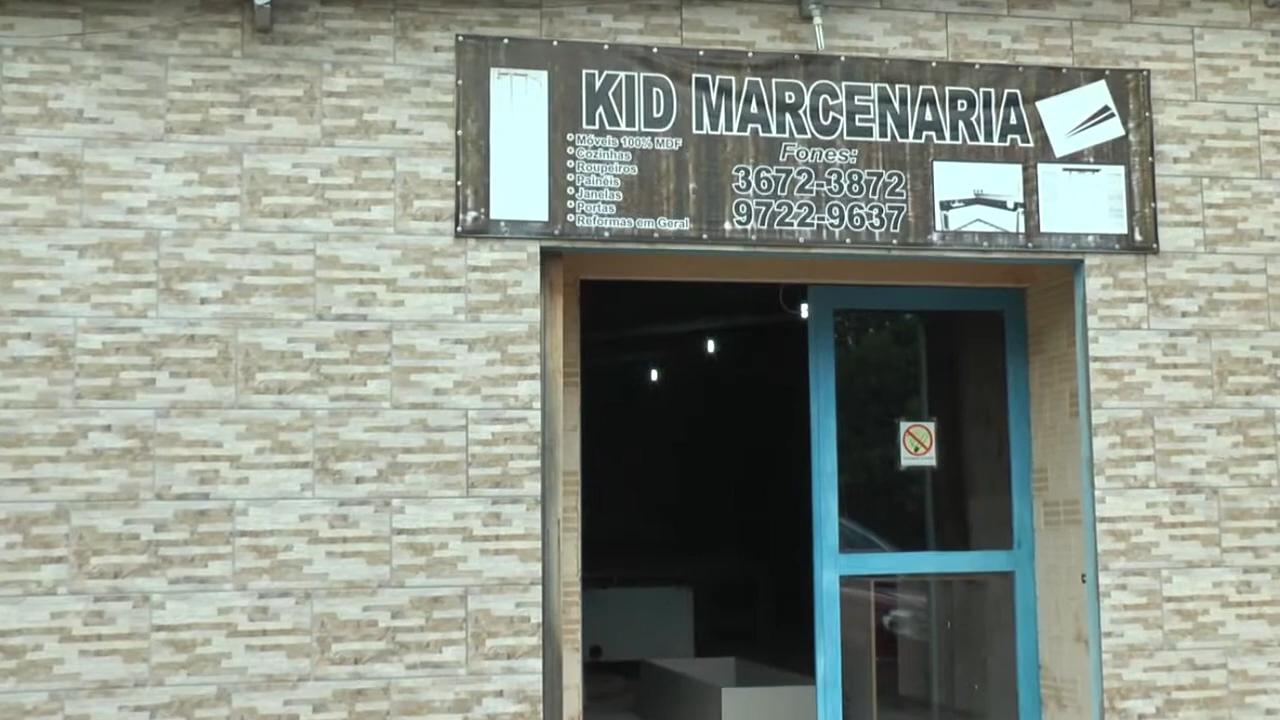 KID MARCENARIA
* Móveis 100% MDF
* Cozinhas
* Roupeiros
* Painéis
* Janelas
* Portas
* Reformas em Geral
Fones:
3672-3872
9722-9637